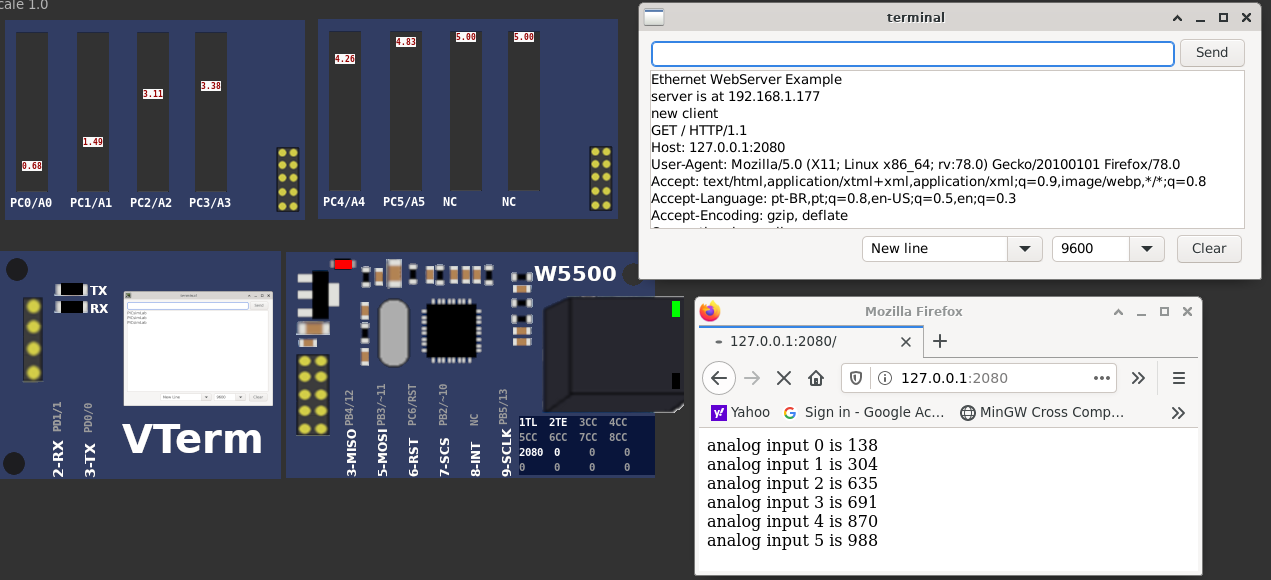 cale 1.0
0.68
1.49
3.11
3.38
PC0/A0 PC1/A1 PC2/A2 PC3/A3
4.26
4.83
5.00
5.00
PC4/A4 PC5/A5 NC NC
terminal
Send
Ethernet WebServer Example
server is at 192.168.1.177
new client
GET / HTTP/1.1
Host: 127.0.0.1:2080
User-Agent: Mozilla/5.0 (X11; Linux x86_64; rv:78.0) Gecko/20100101 Firefox/78.0
Accept: text/html,application/xhtml+xml,application/xml;q=0.9,image/webp,*/*;q=0.8
Accept-Language: pt-BR,pt;q=0.8,en-US;q=0.5,en;q=0.3
Accept-Encoding: gzip, deflate
New line 9600 Clear
TX
RX
VTerm
2-RX PD1/1
3-TX PD0/0
W5500
3-MISO PB4/12
5-MOSI PB3/~11
6-RST PC6/RST
7-SCS PB2/~10
8-INT NC
9-SCLK PB5/13
1TL 2TE 3CC 4CC
5CC 6CC 7CC 8CC
2080 0 0 0
0 0 0 0
Mozilla Firefox
127.0.0.1:2080/
127.0.0.1:2080
Yahoo Sign in - Google Ac... MinGW Cross Comp...
analog input 0 is 138
analog input 1 is 304
analog input 2 is 635
analog input 3 is 691
analog input 4 is 870
analog input 5 is 988